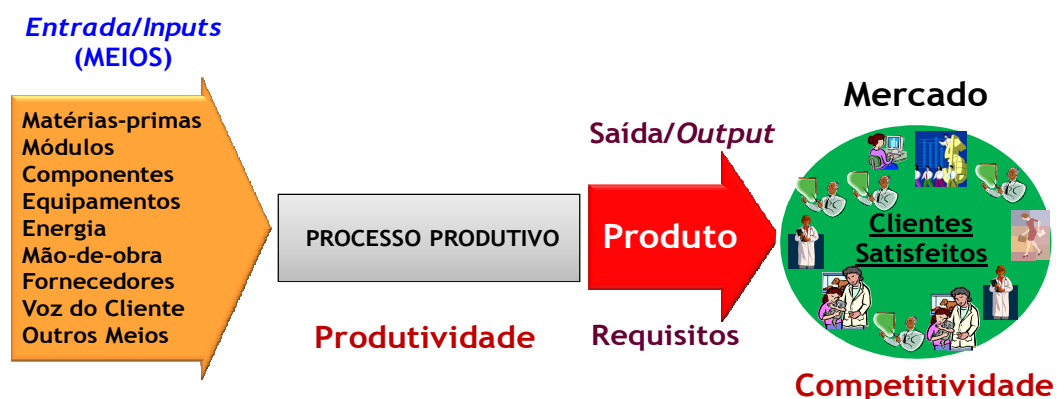 Entrada/Inputs
(MEIOS)
Matérias-primas
Módulos
Componentes
Equipamentos
Energia
Mão-de-obra
Fornecedores
Voz do Cliente
Outros Meios
PROCESSO PRODUTIVO
Produtividade
Saída/Output
Produto
Requisitos
Mercado
Clientes
Satisfeitos
Competitividade